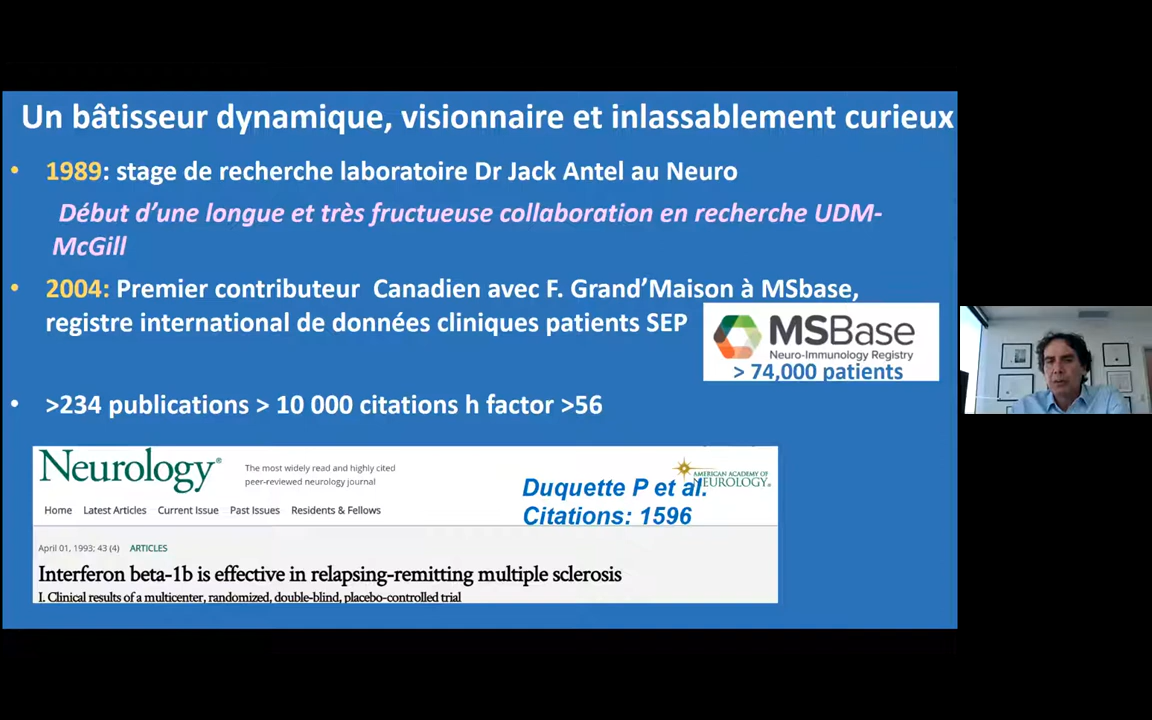 Un bâtisseur dynamique, visionnaire et inlassablement curieux
• 1989: stage de recherche laboratoire Dr Jack Antel au Neuro
Début d’une longue et très fructueuse collaboration en recherche UDM-
McGill
• 2004: Premier contributeur Canadien avec F. Grand’Maison à MSbase,
registre international de données cliniques patients SEP
MSBase
Neuro-Immunology Registry
> 74,000 patients
• >234 publications > 10 000 citations h factor >56
Neurology®
The most widely read and highly cited
peer-reviewed neurology journal
AMERICAN ACADEMY OF
NEUROLOGY®
Duquette P et al.
Citations: 1596
Home Latest Articles Current Issue Past Issues Residents & Fellows
April 01, 1993; 43 (4) ARTICLES
Interferon beta-1b is effective in relapsing-remitting multiple sclerosis
I. Clinical results of a multicenter, randomized, double-blind, placebo-controlled trial